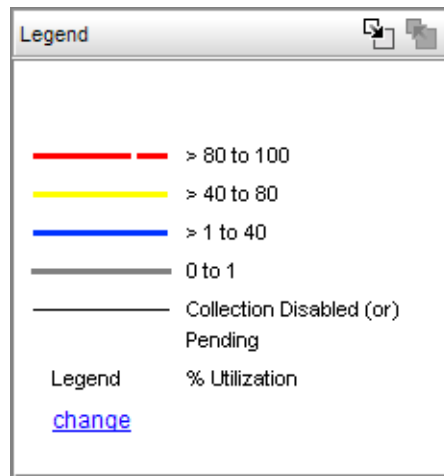 Legend
> 80 to 100
> 40 to 80
> 1 to 40
0 to 1
Collection Disabled (or)
Pending
Legend % Utilization
change